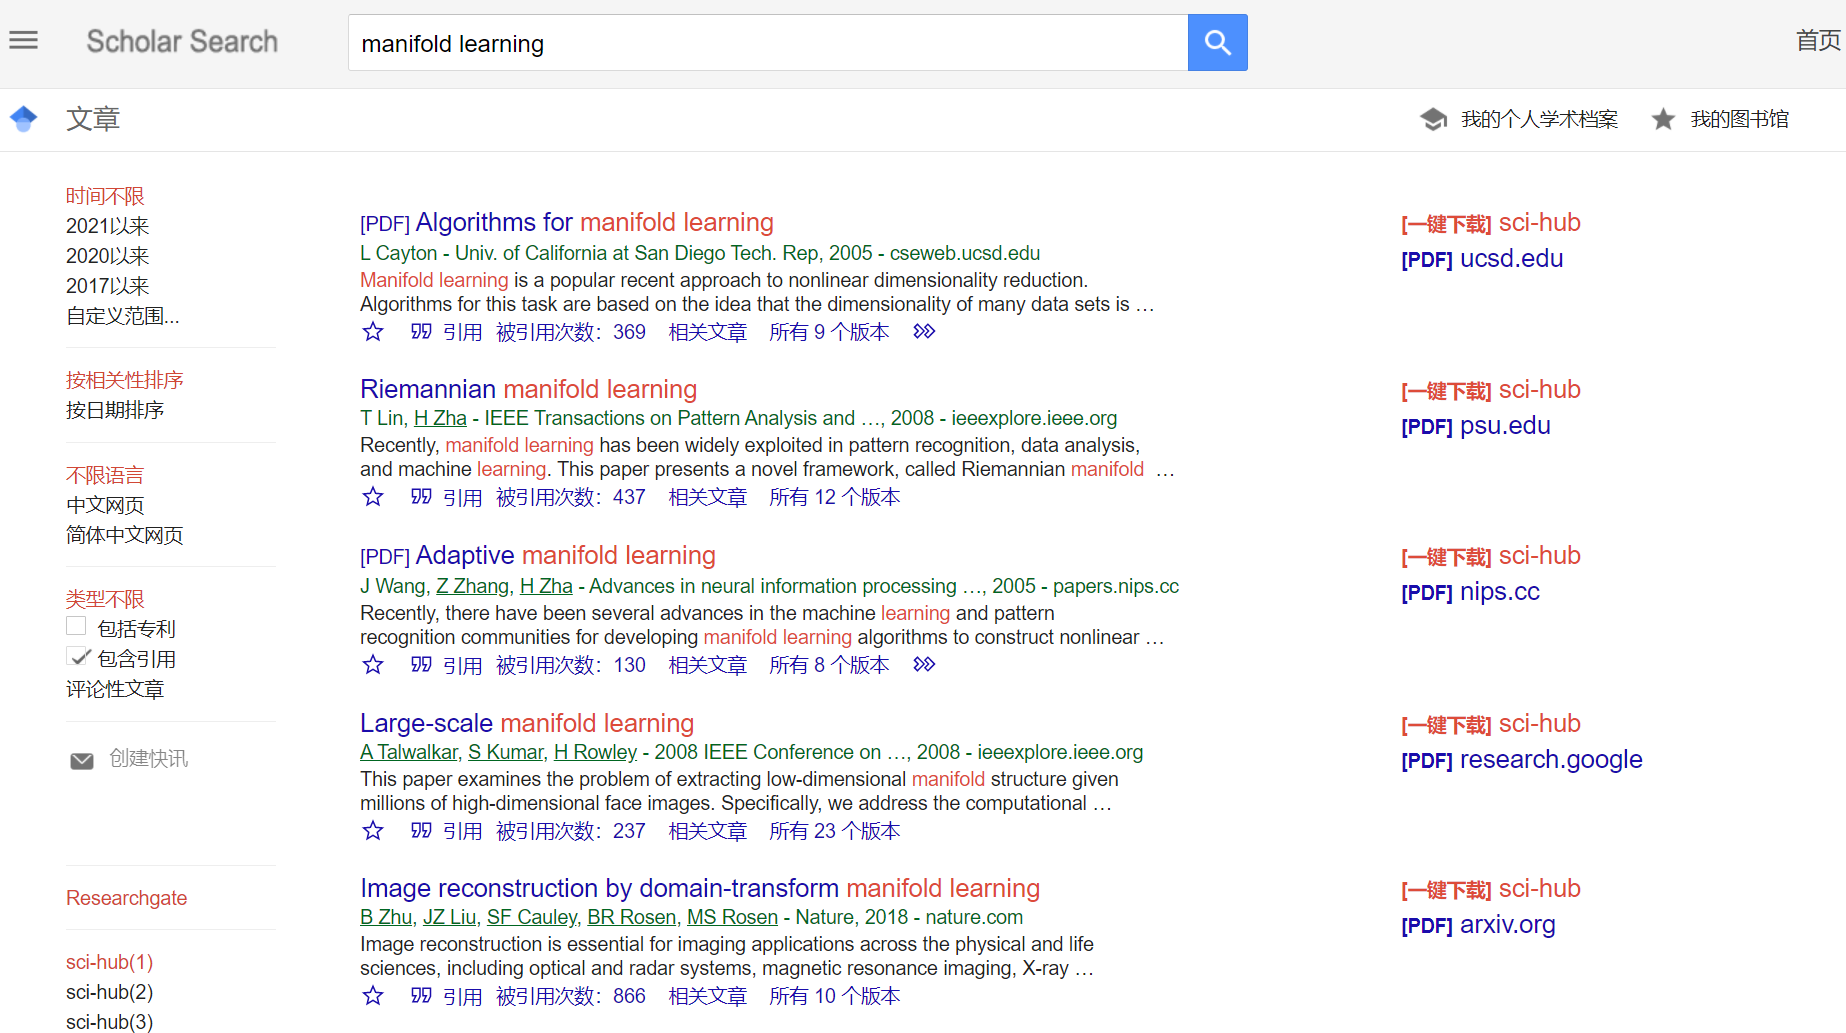 Scholar Search
manifold learning
首页
文章
我的个人学术档案
我的图书馆
时间不限
2021以来
2020以来
2017以来
自定义范围...
按相关性排序
按日期排序
不限语言
中文网页
简体中文网页
类型不限
包括专利
包含引用
评论性文章
创建快讯
Researchgate
sci-hub(1)
sci-hub(2)
sci-hub(3)
[PDF] Algorithms for manifold learning
L Cayton - Univ. of California at San Diego Tech. Rep, 2005 - cseweb.ucsd.edu
Manifold learning is a popular recent approach to nonlinear dimensionality reduction.
Algorithms for this task are based on the idea that the dimensionality of many data sets is …
引用 被引用次数：369 相关文章 所有 9 个版本
[一键下载] sci-hub
[PDF] ucsd.edu
Riemannian manifold learning
T Lin, H Zha - IEEE Transactions on Pattern Analysis and …, 2008 - ieeexplore.ieee.org
Recently, manifold learning has been widely exploited in pattern recognition, data analysis,
and machine learning. This paper presents a novel framework, called Riemannian manifold …
引用 被引用次数：437 相关文章 所有 12 个版本
[一键下载] sci-hub
[PDF] psu.edu
[PDF] Adaptive manifold learning
J Wang, Z Zhang, H Zha - Advances in neural information processing …, 2005 - papers.nips.cc
Recently, there have been several advances in the machine learning and pattern
recognition communities for developing manifold learning algorithms to construct nonlinear …
引用 被引用次数：130 相关文章 所有 8 个版本
[一键下载] sci-hub
[PDF] nips.cc
Large-scale manifold learning
A Talwalkar, S Kumar, H Rowley - 2008 IEEE Conference on …, 2008 - ieeexplore.ieee.org
This paper examines the problem of extracting low-dimensional manifold structure given
millions of high-dimensional face images. Specifically, we address the computational …
引用 被引用次数：237 相关文章 所有 23 个版本
[一键下载] sci-hub
[PDF] research.google
Image reconstruction by domain-transform manifold learning
B Zhu, JZ Liu, SF Cauley, BR Rosen, MS Rosen - Nature, 2018 - nature.com
Image reconstruction is essential for imaging applications across the physical and life
sciences, including optical and radar systems, magnetic resonance imaging, X-ray …
引用 被引用次数：866 相关文章 所有 10 个版本
[一键下载] sci-hub
[PDF] arxiv.org